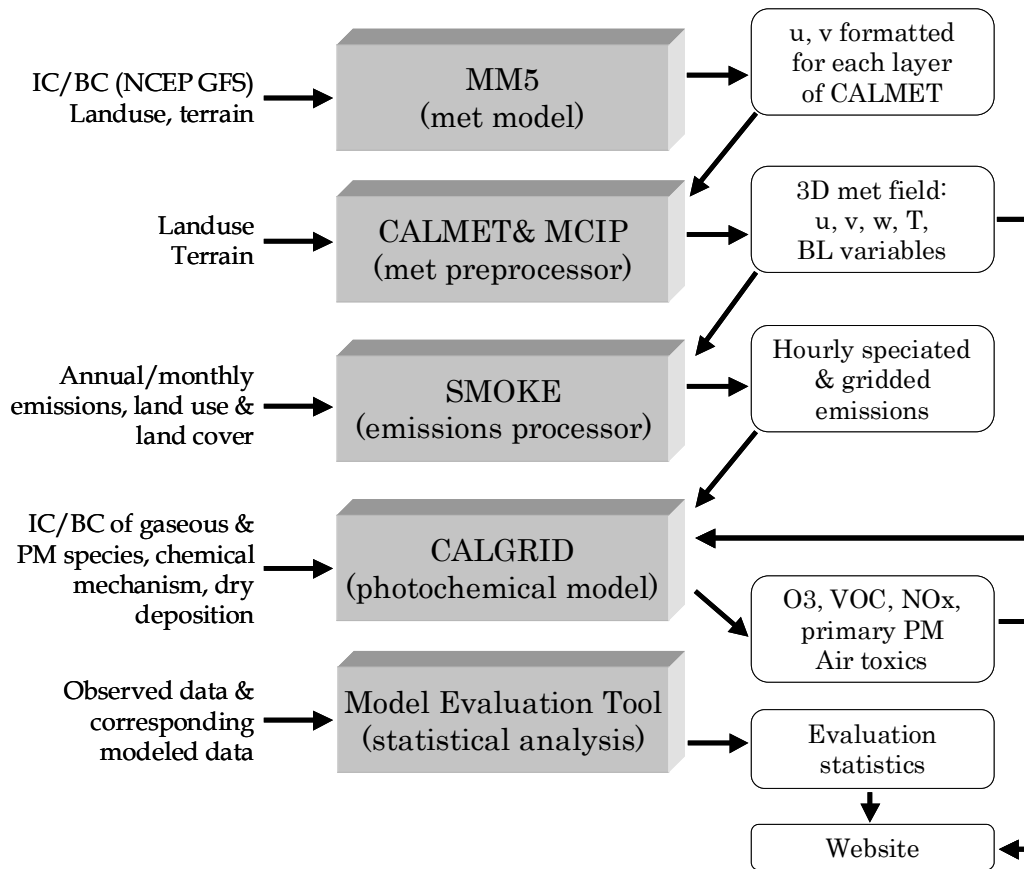 IC/BC (NCEP GFS)
Landuse, terrain
MM5
(met model)
u, v formatted
for each layer
of CALMET
Landuse
Terrain
CALMET& MCIP
(met preprocessor)
3D met field:
u, v, w, T,
BL variables
Annual/monthly
emissions, land use &
land cover
SMOKE
(emissions processor)
Hourly speciated
& gridded
emissions
IC/BC of gaseous &
PM species, chemical
mechanism, dry
deposition
CALGRID
(photochemical model)
O3, VOC, NOx,
primary PM
Air toxics
Observed data &
corresponding
modeled data
Model Evaluation Tool
(statistical analysis)
Evaluation
statistics
Website